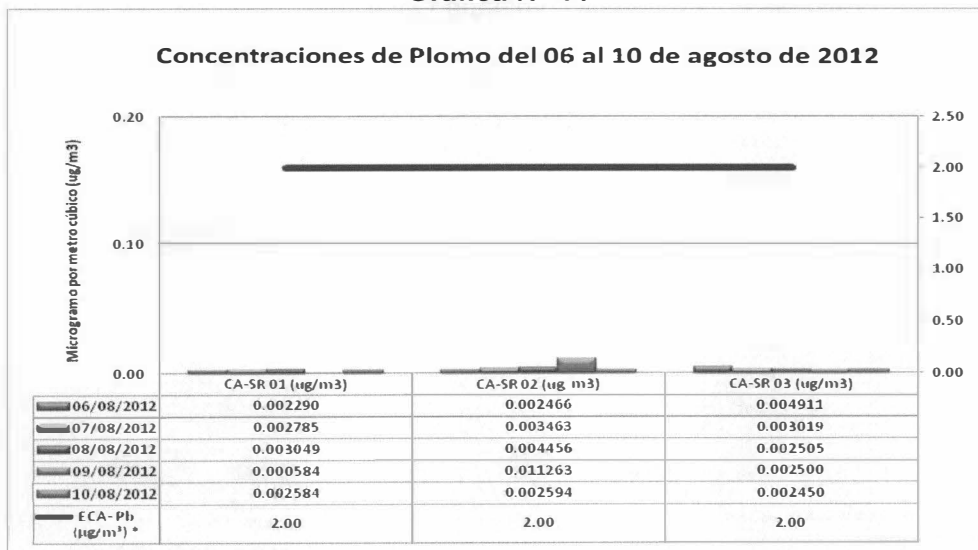 Concentraciones de Plomo del 06 al 10 de agosto de 2012
Microgramo por metro cúbico (ug/m3)
0.20
0.10
0.00
2.50
2.00
1.50
1.00
0.50
0.00
CA-SR 01 (ug/m3) CA-SR 02 (ug m3) CA-SR 03 (ug/m3)
06/08/2012 0.002290 0.002466 0.004911
07/08/2012 0.002785 0.003463 0.003019
08/08/2012 0.003049 0.004456 0.002505
09/08/2012 0.000584 0.011263 0.002500
10/08/2012 0.002584 0.002594 0.002450
ECA-Pb
(µg/m³) * 2.00 2.00 2.00